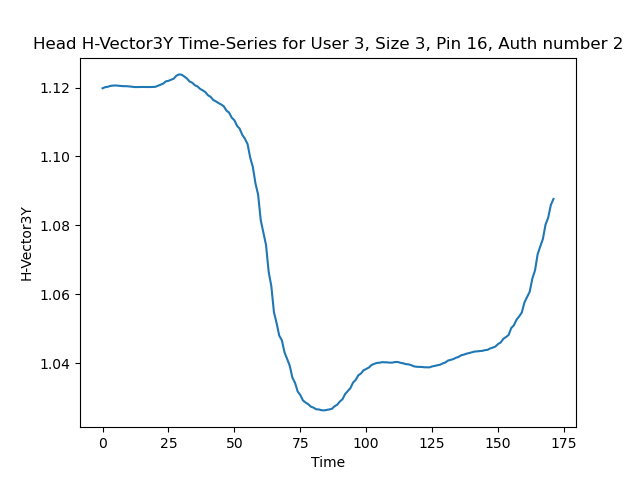 Head H-Vector3Y Time-Series for User 3, Size 3, Pin 16, Auth number 2
1.12
1.10
1.08
1.06
1.04
H-Vector3Y
0 25 50 75 100 125 150 175
Time